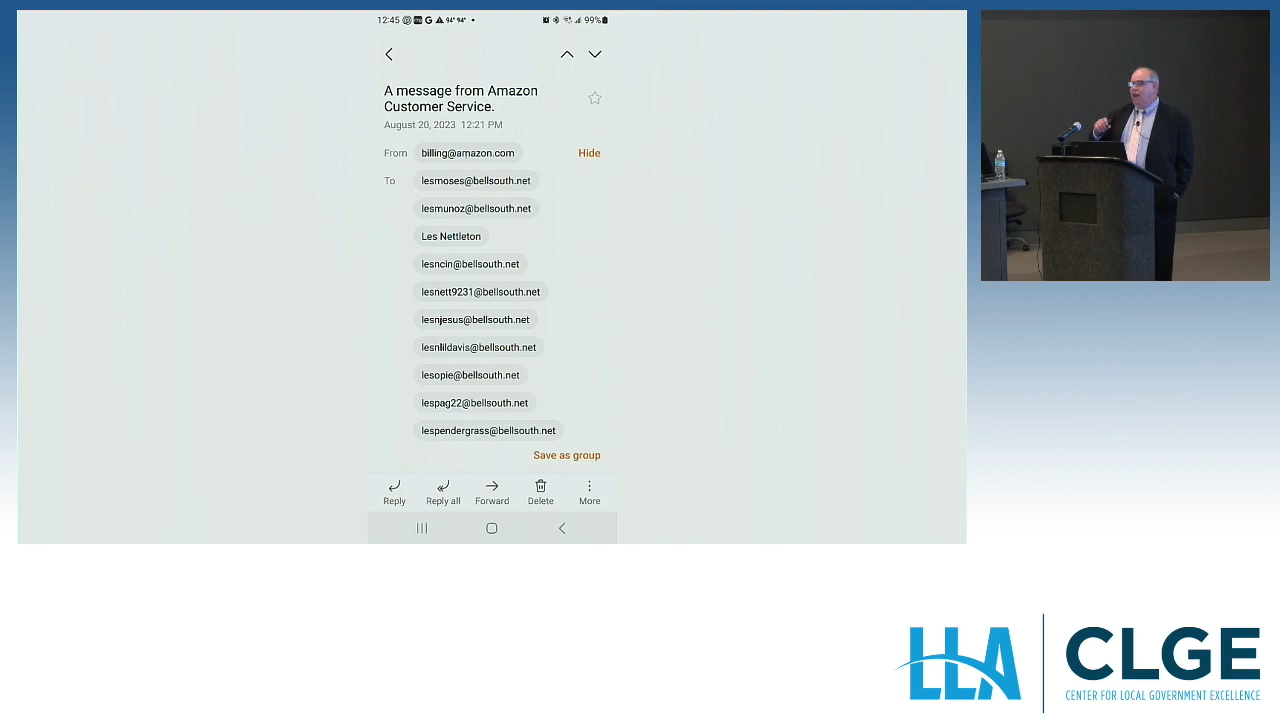 12:45 94° 94° • 99%
A message from Amazon
Customer Service.
August 20, 2023 12:21 PM
From billing@amazon.com Hide
To lesmoses@bellsouth.net
lesmunoz@bellsouth.net
Les Nettleton
lesncin@bellsouth.net
lesnett9231@bellsouth.net
lesnjesus@bellsouth.net
lesnlildavis@bellsouth.net
lesopie@bellsouth.net
lespag22@bellsouth.net
lespendergrass@bellsouth.net
Save as group
Reply Reply all Forward Delete More
LLA CLGE
CENTER FOR LOCAL GOVERNMENT EXCELLENCE